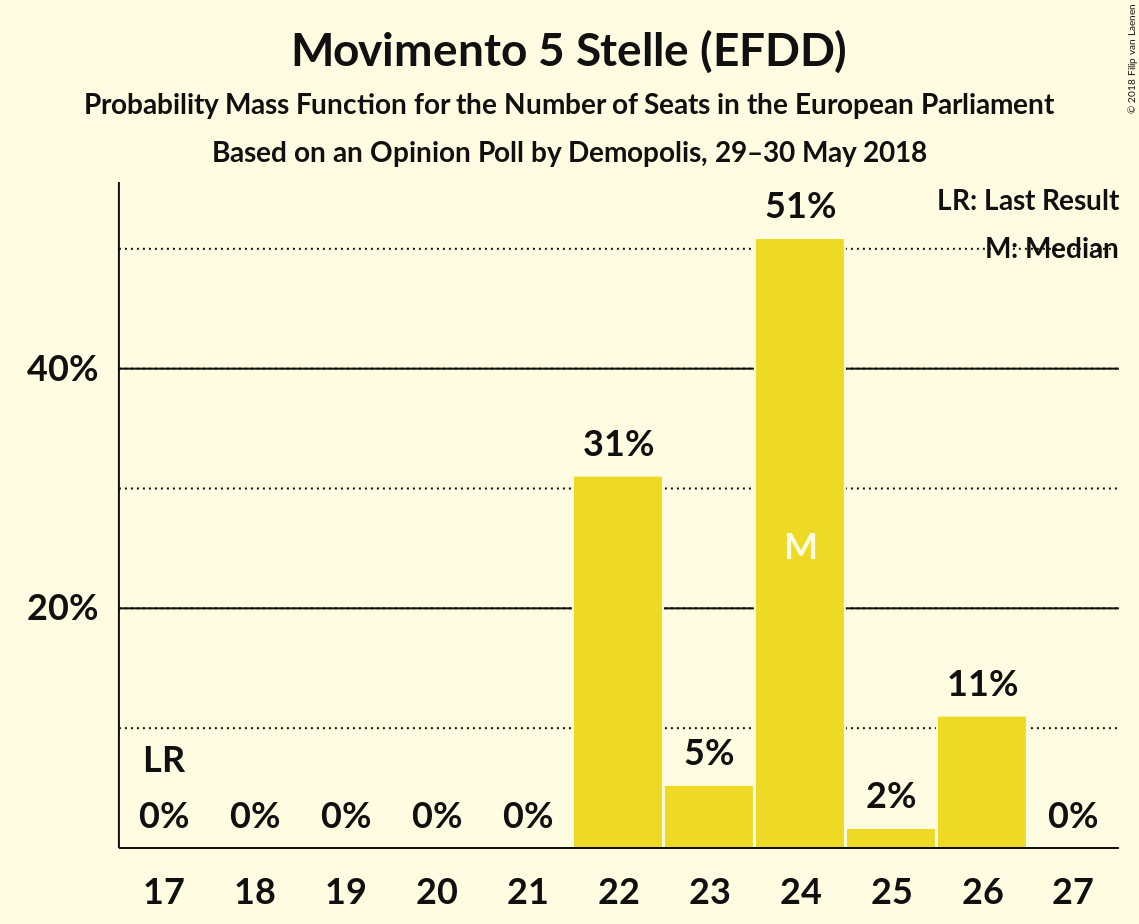 Movimento 5 Stelle (EFDD)
Probability Mass Function for the Number of Seats in the European Parliament
Based on an Opinion Poll by Demopolis, 29–30 May 2018
© 2018 Filip van Laenen
LR: Last Result
M: Median
51%
40%
31%
M
20%
11%
LR
5%
2%
0% 0% 0% 0% 0% 0%
17 18 19 20 21 22 23 24 25 26 27